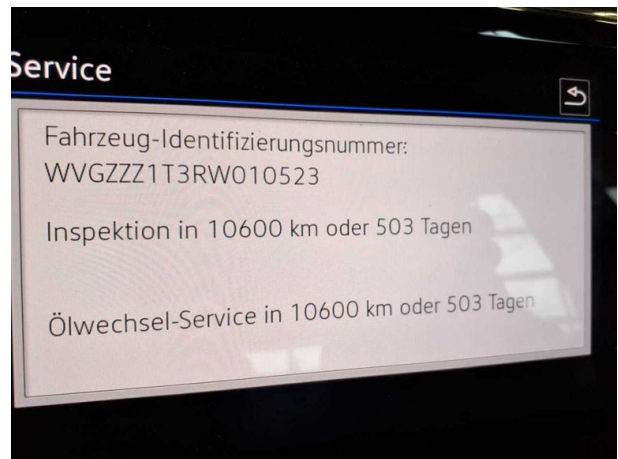 Service
Fahrzeug-Identifizierungsnummer:
WVGZZZ1T3RW010523
Inspektion in 10600 km oder 503 Tagen
Ölwechsel-Service in 10600 km oder 503 Tagen